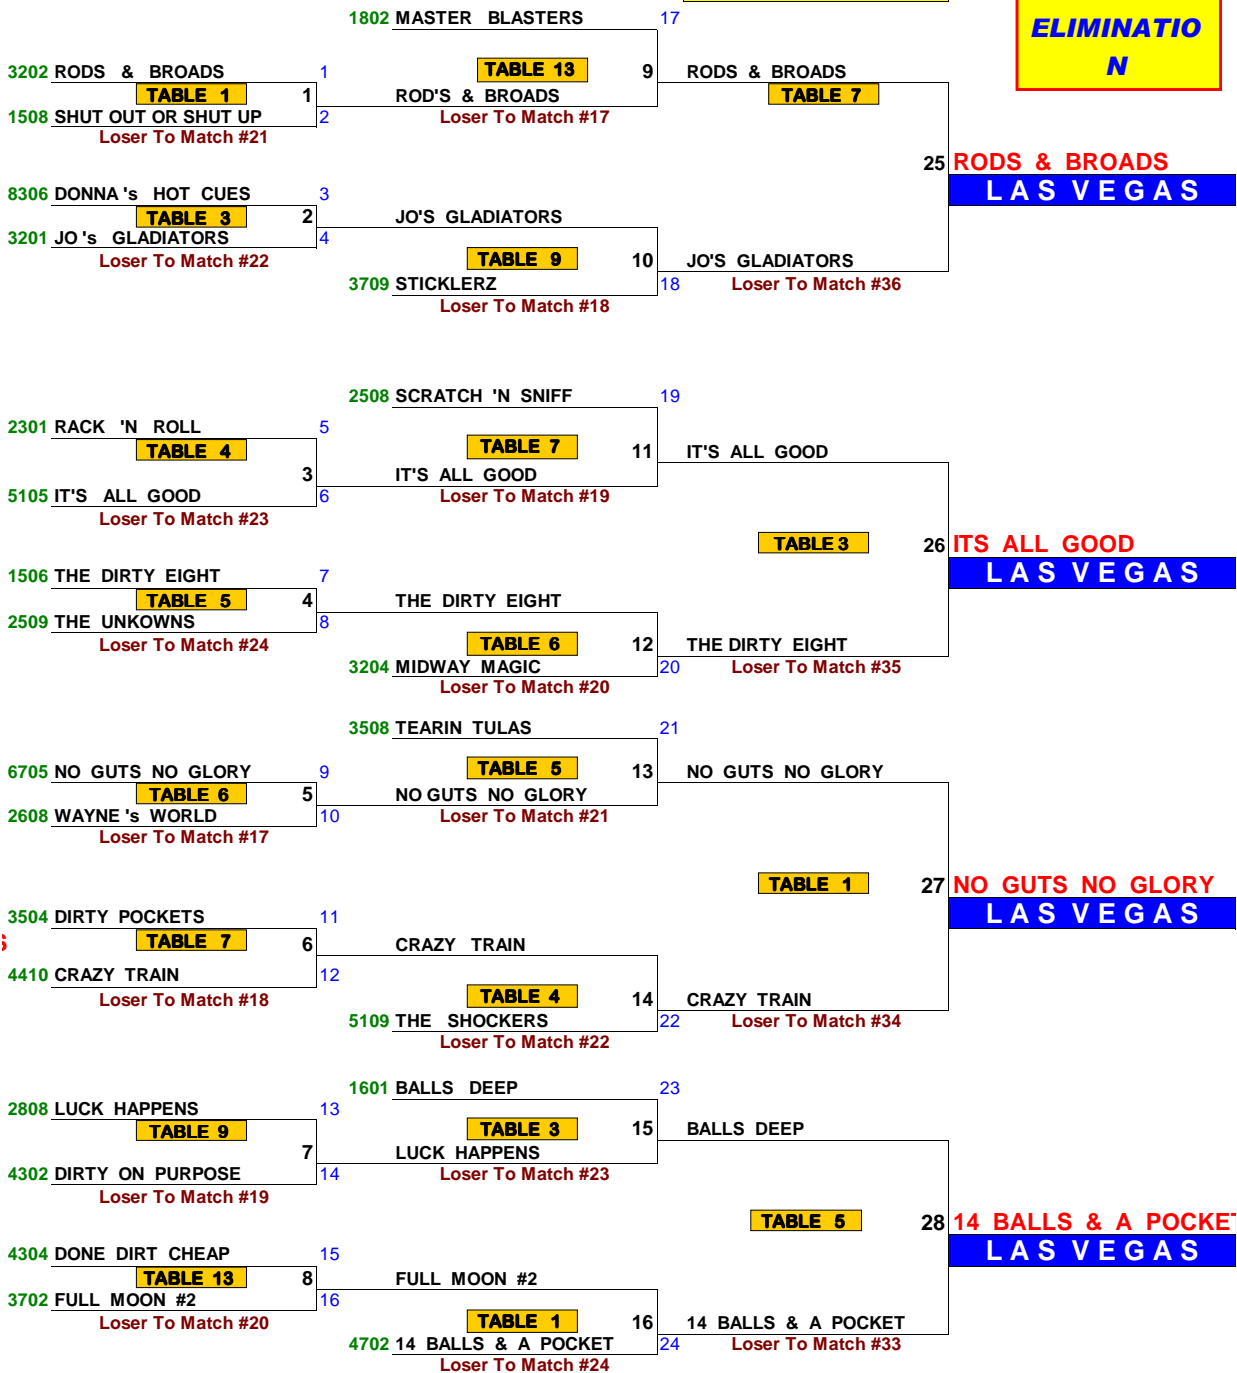 1802 MASTER BLASTERS 17
ELIMINATIO
N
3202 RODS & BROADS 1
TABLE 13 9 RODS & BROADS
TABLE 1 1 ROD'S & BROADS TABLE 7
1508 SHUT OUT OR SHUT UP 2 Loser To Match #17
Loser To Match #21
25 RODS & BROADS
LAS VEGAS
8306 DONNA 's HOT CUES 3
TABLE 3 2 JO'S GLADIATORS
3201 JO 's GLADIATORS 4
Loser To Match #22 TABLE 9 10 JO'S GLADIATORS
3709 STICKLERZ 18 Loser To Match #36
Loser To Match #18
2508 SCRATCH 'N SNIFF 19
2301 RACK 'N ROLL 5
TABLE 4 TABLE 7 11 IT'S ALL GOOD
3 IT'S ALL GOOD
5105 IT'S ALL GOOD 6 Loser To Match #19
Loser To Match #23
TABLE 3 26 ITS ALL GOOD
LAS VEGAS
1506 THE DIRTY EIGHT 7
TABLE 5 4 THE DIRTY EIGHT
2509 THE UNKOWNS 8
Loser To Match #24 TABLE 6 12 THE DIRTY EIGHT
3204 MIDWAY MAGIC 20 Loser To Match #35
Loser To Match #20
3508 TEARIN TULAS 21
6705 NO GUTS NO GLORY 9 TABLE 5 13 NO GUTS NO GLORY
TABLE 6 5 NO GUTS NO GLORY
2608 WAYNE 's WORLD 10 Loser To Match #21
Loser To Match #17
TABLE 1 27 NO GUTS NO GLORY
LAS VEGAS
3504 DIRTY POCKETS 11
TABLE 7 6 CRAZY TRAIN
4410 CRAZY TRAIN 12
Loser To Match #18 TABLE 4 14 CRAZY TRAIN
5109 THE SHOCKERS 22 Loser To Match #34
Loser To Match #22
1601 BALLS DEEP 23
2808 LUCK HAPPENS 13
TABLE 9 TABLE 3 15 BALLS DEEP
7 LUCK HAPPENS
4302 DIRTY ON PURPOSE 14 Loser To Match #23
Loser To Match #19
TABLE 5 28 14 BALLS & A POCKET
LAS VEGAS
4304 DONE DIRT CHEAP 15
TABLE 13 8 FULL MOON #2
3702 FULL MOON #2 16
Loser To Match #20 TABLE 1 16 14 BALLS & A POCKET
4702 14 BALLS & A POCKET 24 Loser To Match #33
Loser To Match #24